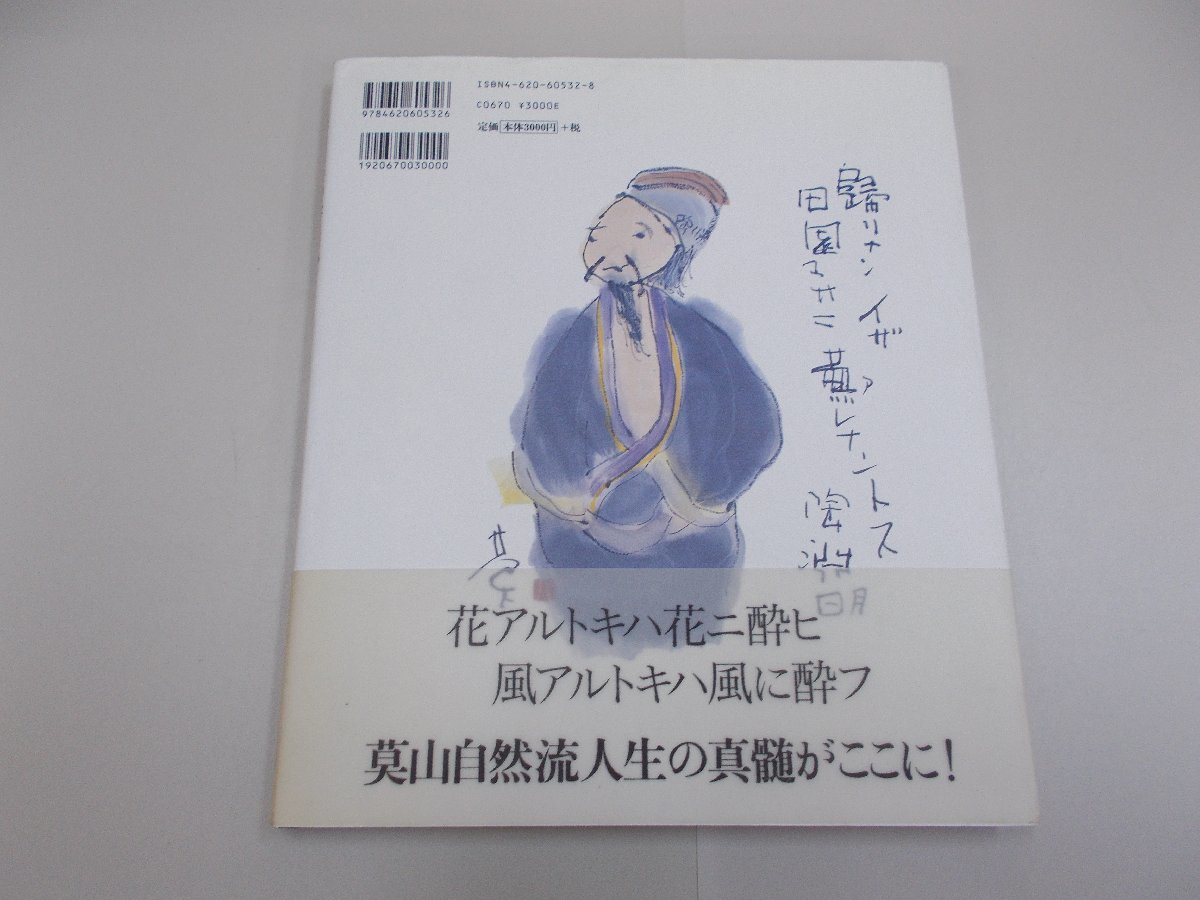 ISBN4-620-60532-8
9784620605326
C0670 ¥3000E
定価 本体3000円 +税
1920670030000
歸リナン イザ
田園マサニ 蕪レナントス
陶淵明
花アルトキハ花ニ酔ヒ
風アルトキハ風に酔フ
莫山自然流人生の真髄がここに!